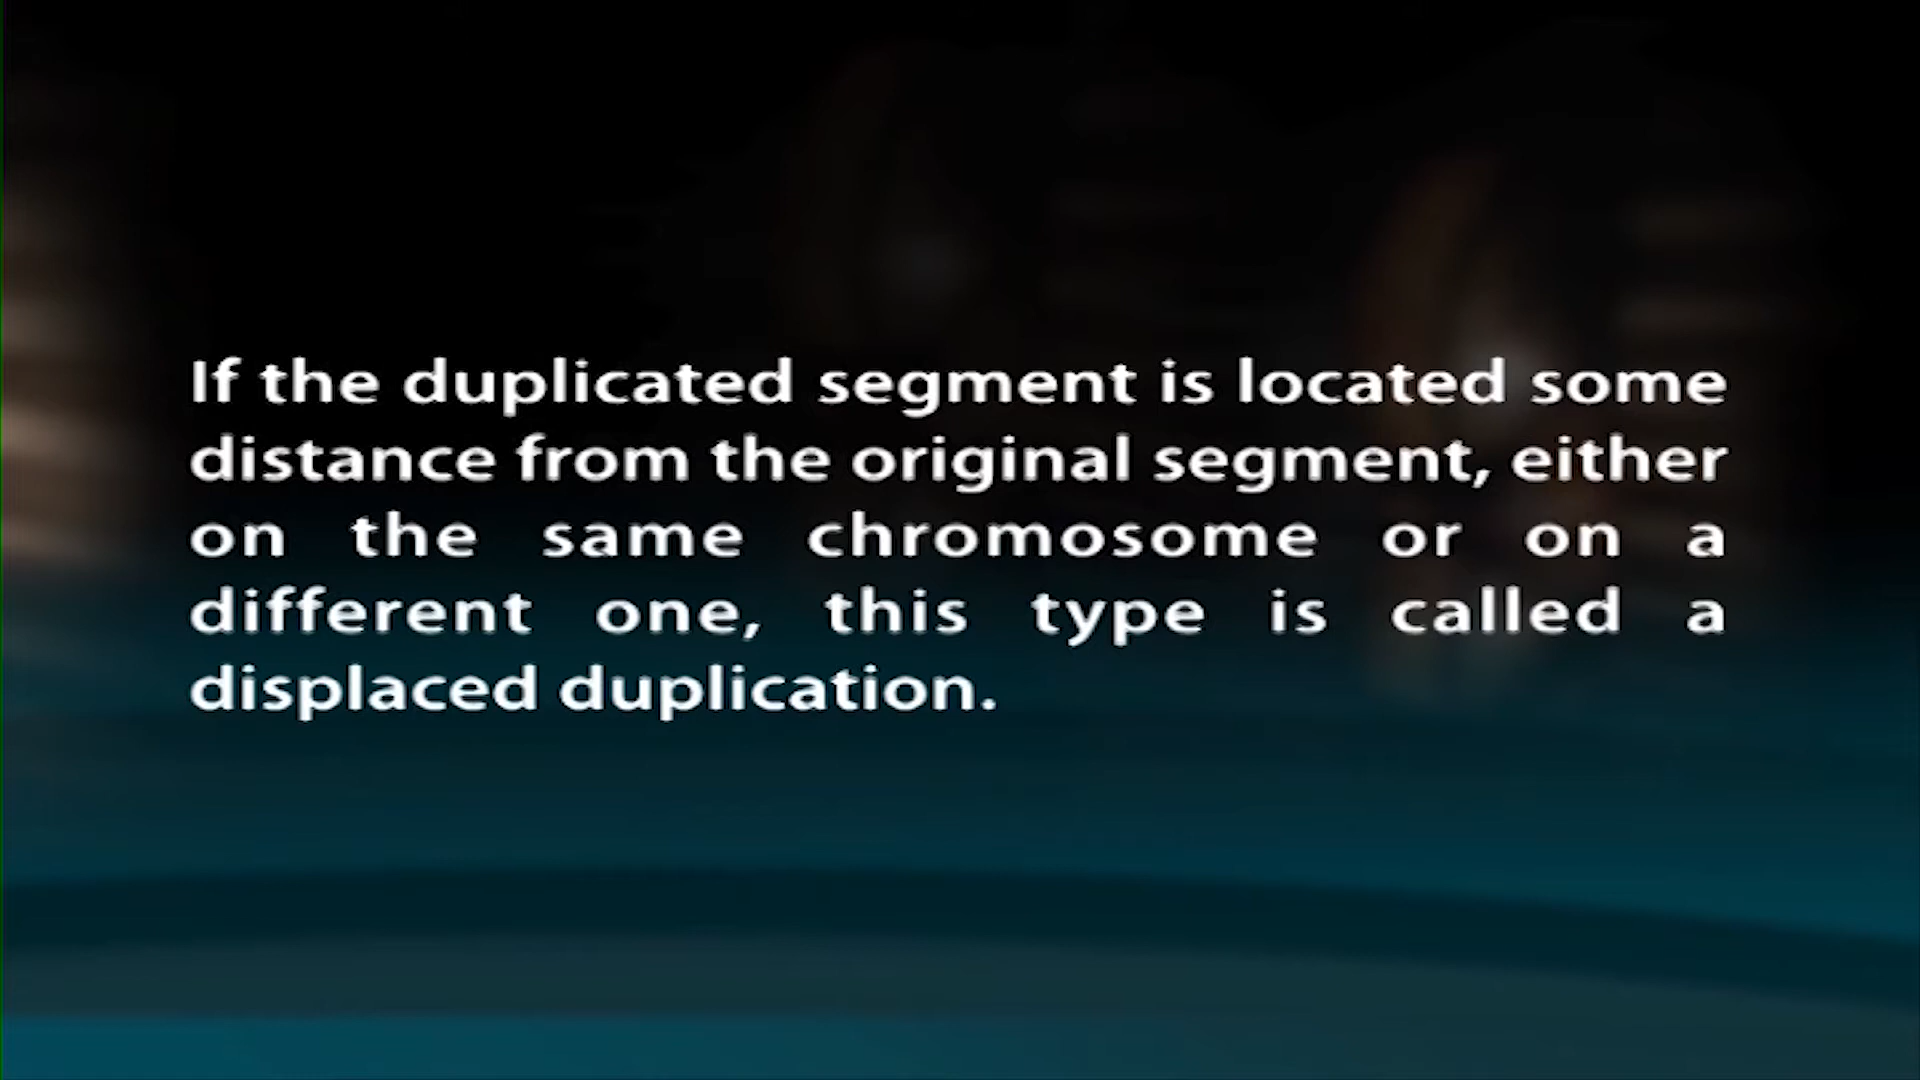 If the duplicated segment is located some
distance from the original segment, either
on the same chromosome or on a
different one, this type is called a
displaced duplication.